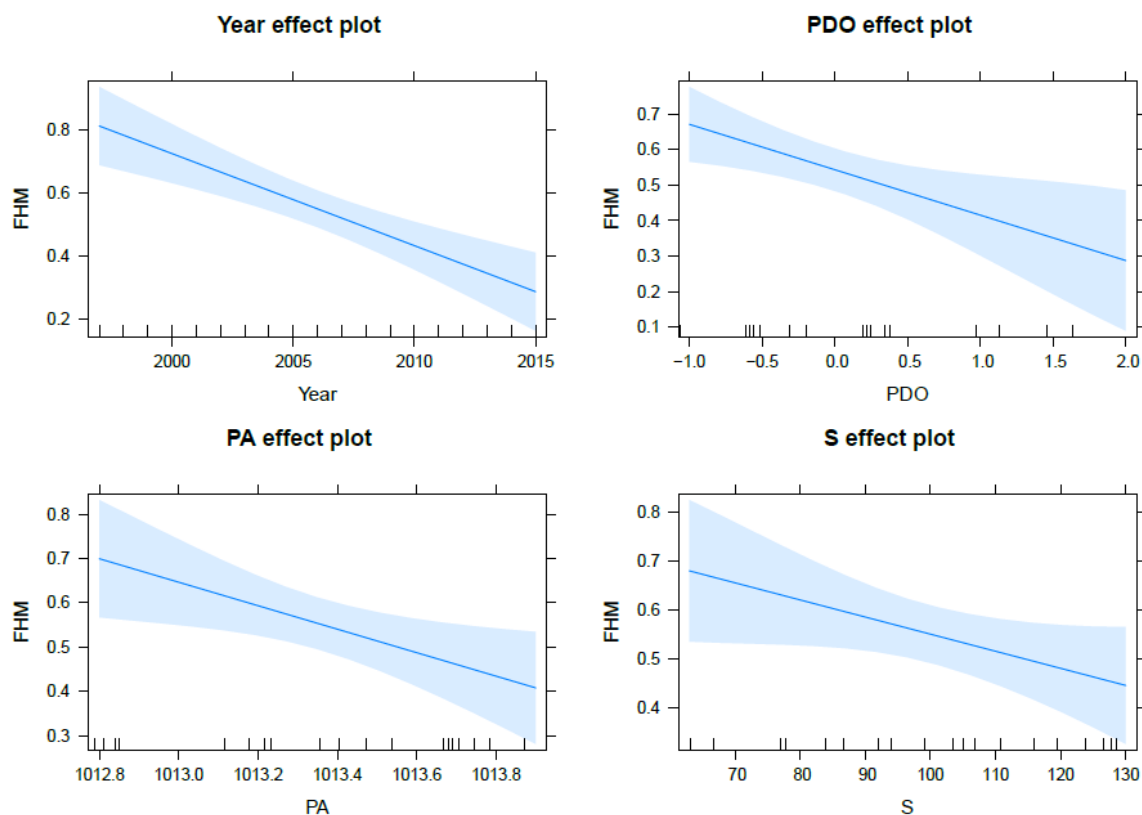 Year effect plot
FHM
0.8
0.6
0.4
0.2
2000 2005 2010 2015
Year
PDO effect plot
FHM
0.7
0.6
0.5
0.4
0.3
0.2
0.1
−1.0 −0.5 0.0 0.5 1.0 1.5 2.0
PDO
PA effect plot
FHM
0.8
0.7
0.6
0.5
0.4
0.3
1012.8 1013.0 1013.2 1013.4 1013.6 1013.8
PA
S effect plot
FHM
0.8
0.7
0.6
0.5
0.4
70 80 90 100 110 120 130
S